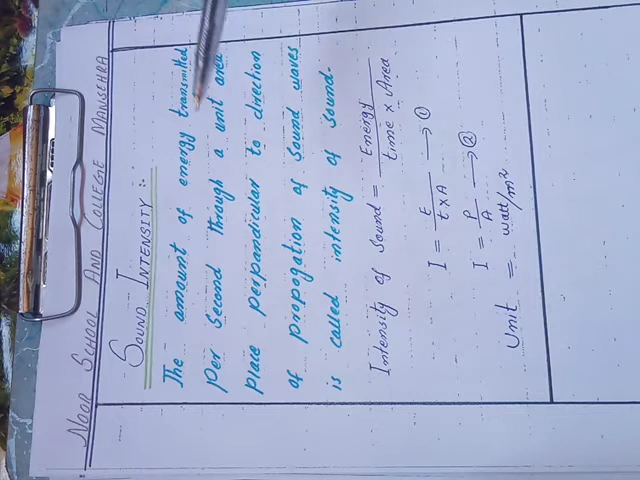 NOOR SCHOOL AND COLLEGE MANSEHRA
SOUND INTENSITY :-
The amount of energy transmitted
per second through a unit area
place perpandicular to direction
of propogation of Sound waves
is called intensity of Sound.
Intensity of Sound = Energy / time × Area
I = E / t × A → ①
I = P / A → ②
Unit = watt/m²